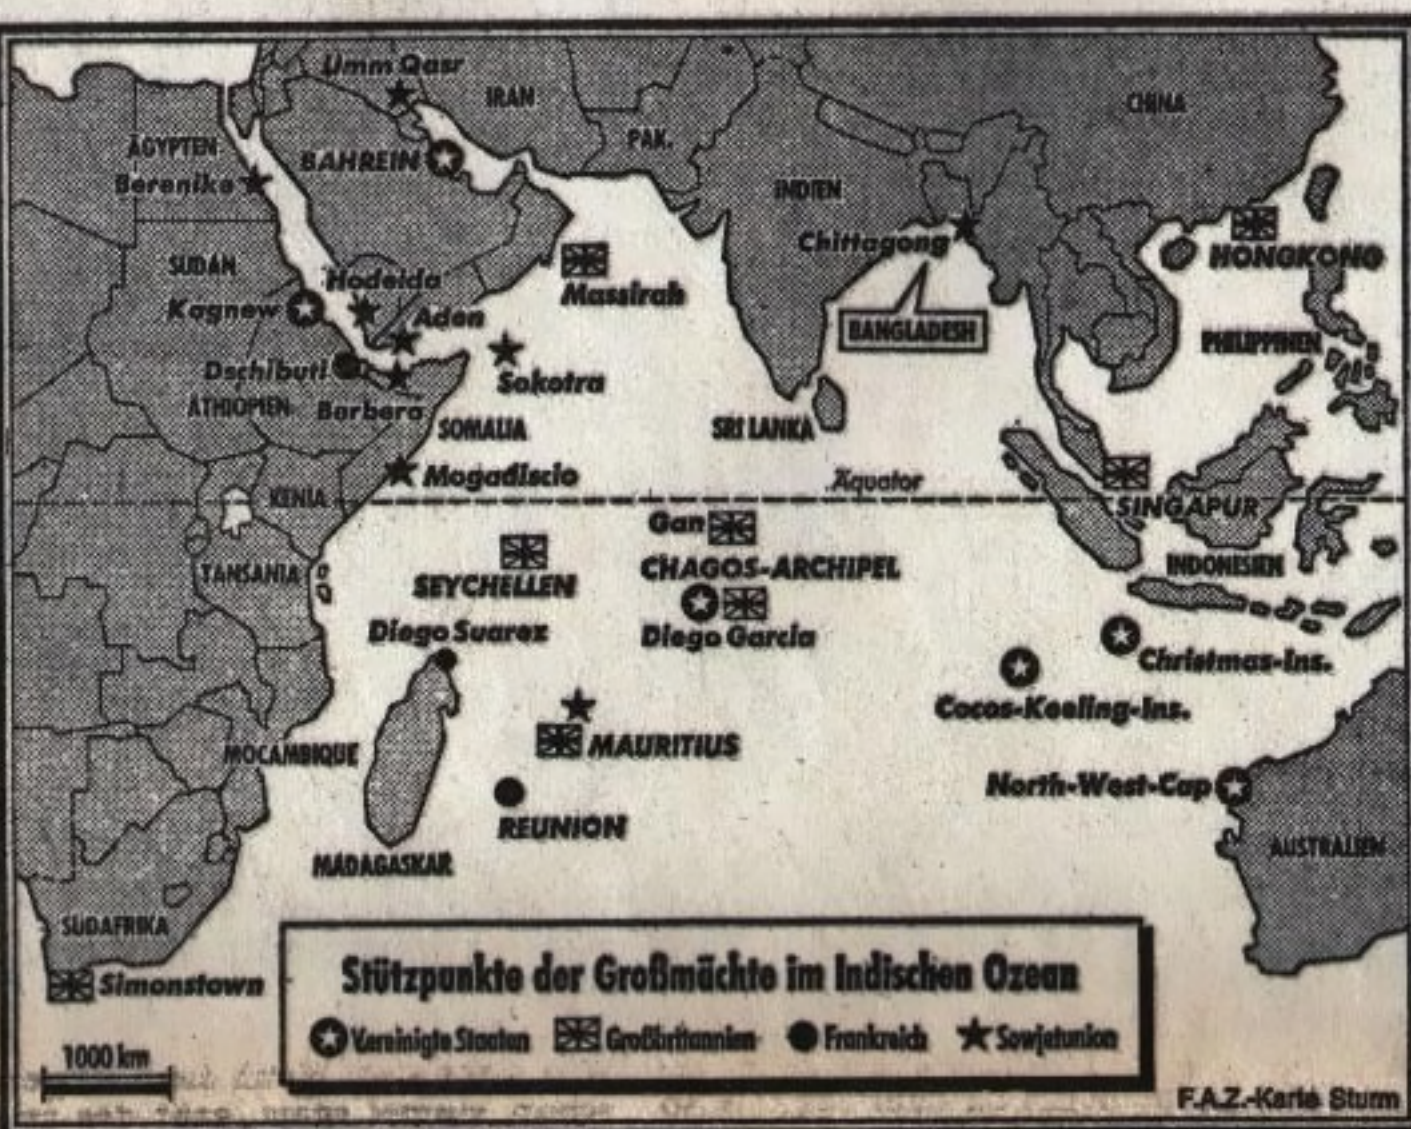 Umm Qasr
IRAN
CHINA
PAK.
ÄGYPTEN
BAHREIN
Berenike
INDIEN
Chittagong
HONGKONG
SUDAN
Hodeida
Massirah
Kagnew
Aden
BANGLADESH
PHILIPPINEN
Dschibuti
Sokotra
ÄTHIOPIEN
Berbera
SOMALIA
SRI LANKA
Mogadiscio
Äquator
KENIA
SINGAPUR
Gan
TANSANIA
SEYCHELLEN
CHAGOS-ARCHIPEL
INDONESIEN
Diego Suarez
Diego Garcia
Christmas-Ins.
Cocos-Keeling-Ins.
MAURITIUS
MOCAMBIQUE
North-West-Cap
REUNION
AUSTRALIEN
MADAGASKAR
SÜDAFRIKA
Simonstown
Stützpunkte der Großmächte im Indischen Ozean
Vereinigte Staaten Großbritannien Frankreich Sowjetunion
1000 km
F.A.Z.-Karte Sturm